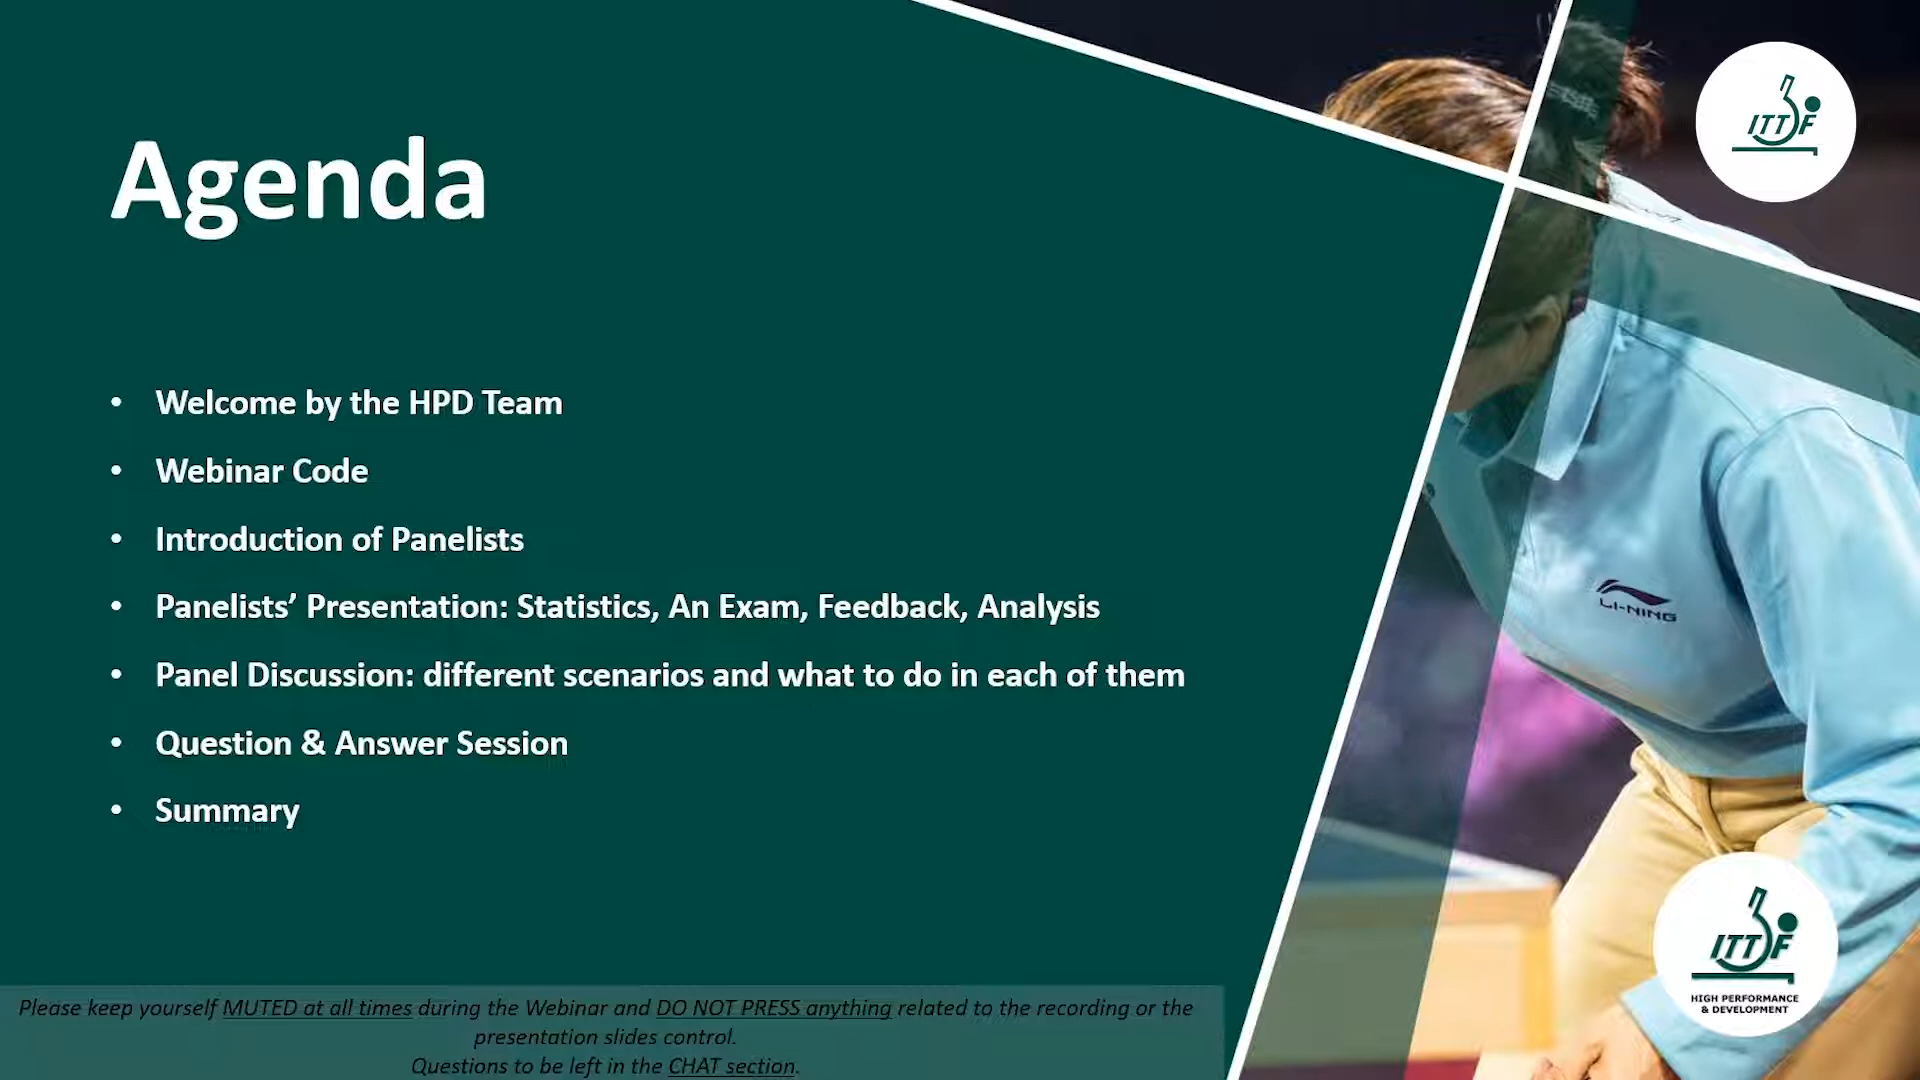 Agenda
ITTF
• Welcome by the HPD Team
• Webinar Code
• Introduction of Panelists
• Panelists’ Presentation: Statistics, An Exam, Feedback, Analysis
• Panel Discussion: different scenarios and what to do in each of them
• Question & Answer Session
• Summary
LI-NING
ITTF
HIGH PERFORMANCE
& DEVELOPMENT
Please keep yourself MUTED at all times during the Webinar and DO NOT PRESS anything related to the recording or the
presentation slides control.
Questions to be left in the CHAT section.